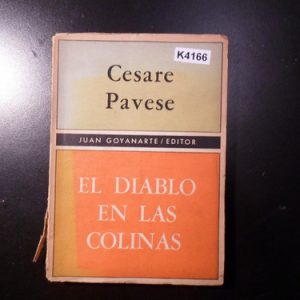 K4166
Cesare
Pavese
JUAN GOYANARTE / EDITOR
EL DIABLO
EN LAS
COLINAS